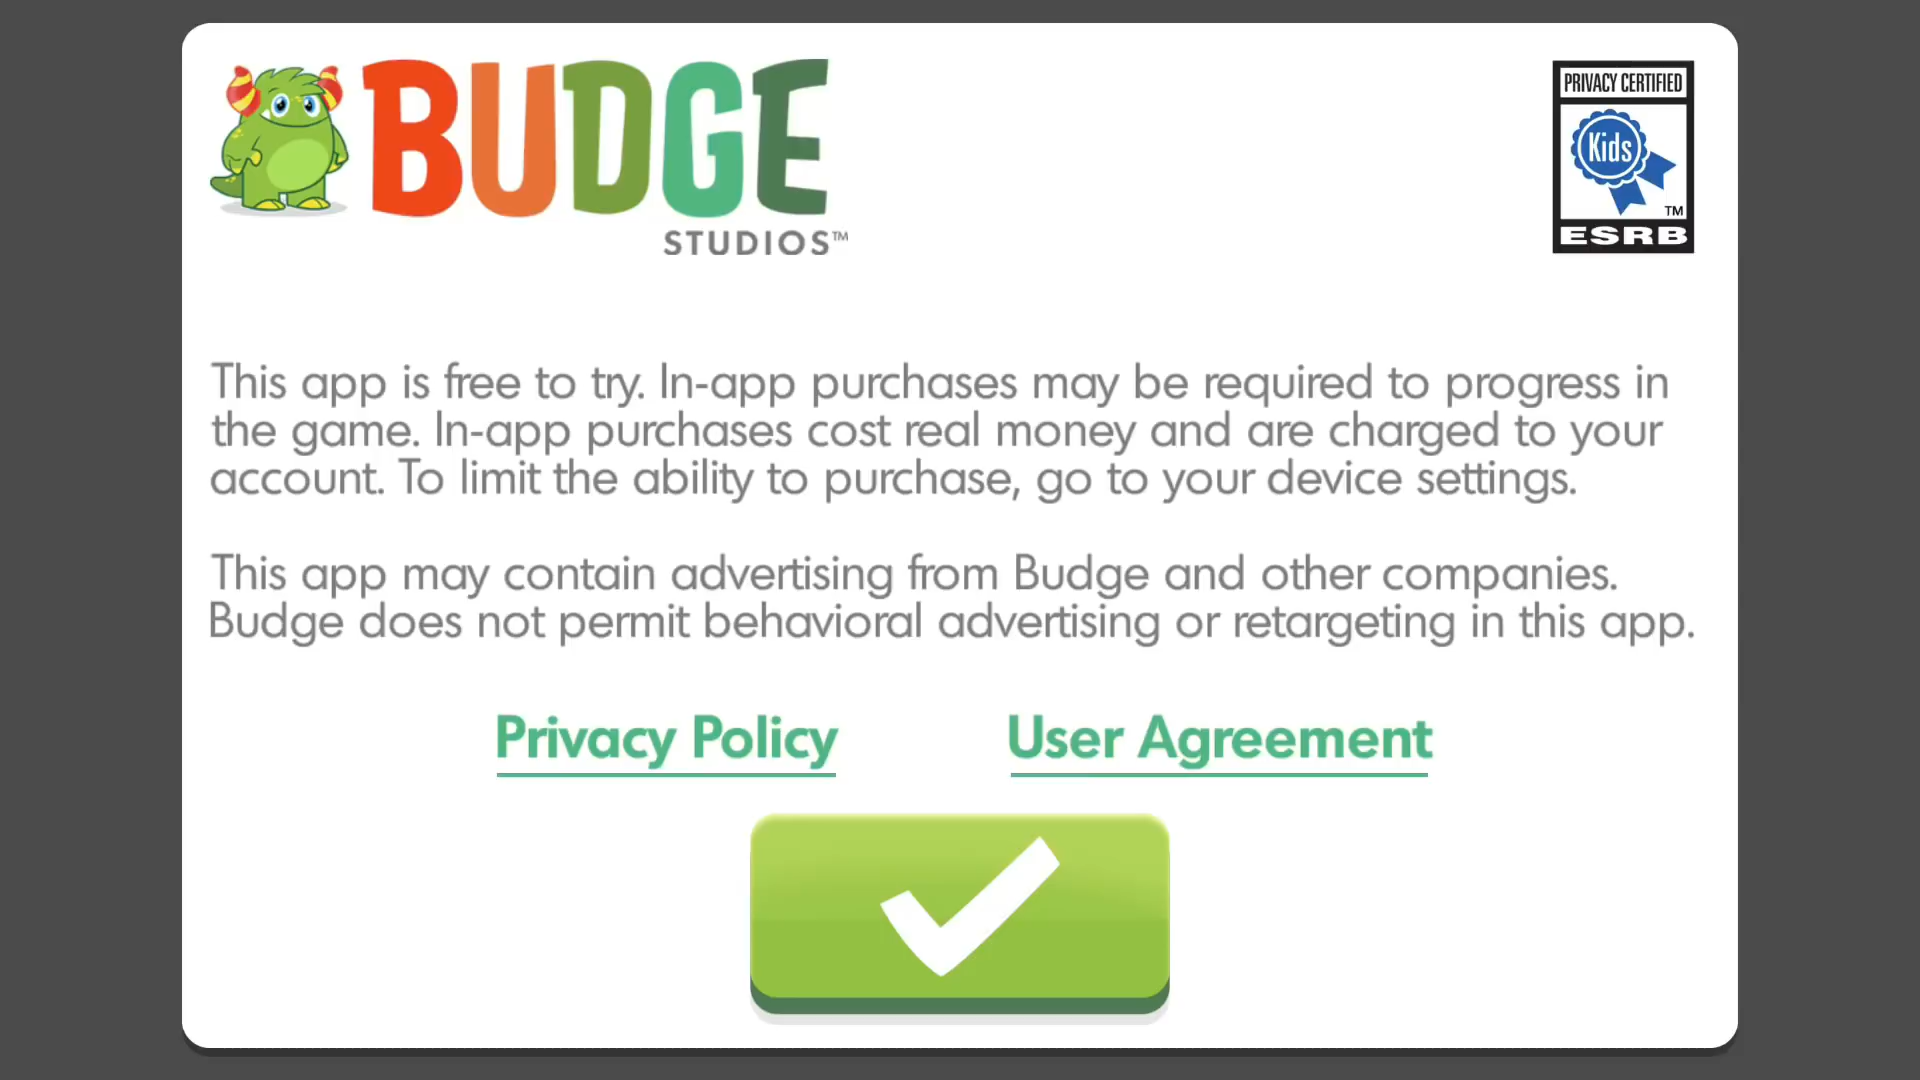 BUDGE
STUDIOS™
PRIVACY CERTIFIED
Kids
TM
ESRB
This app is free to try. In-app purchases may be required to progress in
the game. In-app purchases cost real money and are charged to your
account. To limit the ability to purchase, go to your device settings.
This app may contain advertising from Budge and other companies.
Budge does not permit behavioral advertising or retargeting in this app.
Privacy Policy
User Agreement